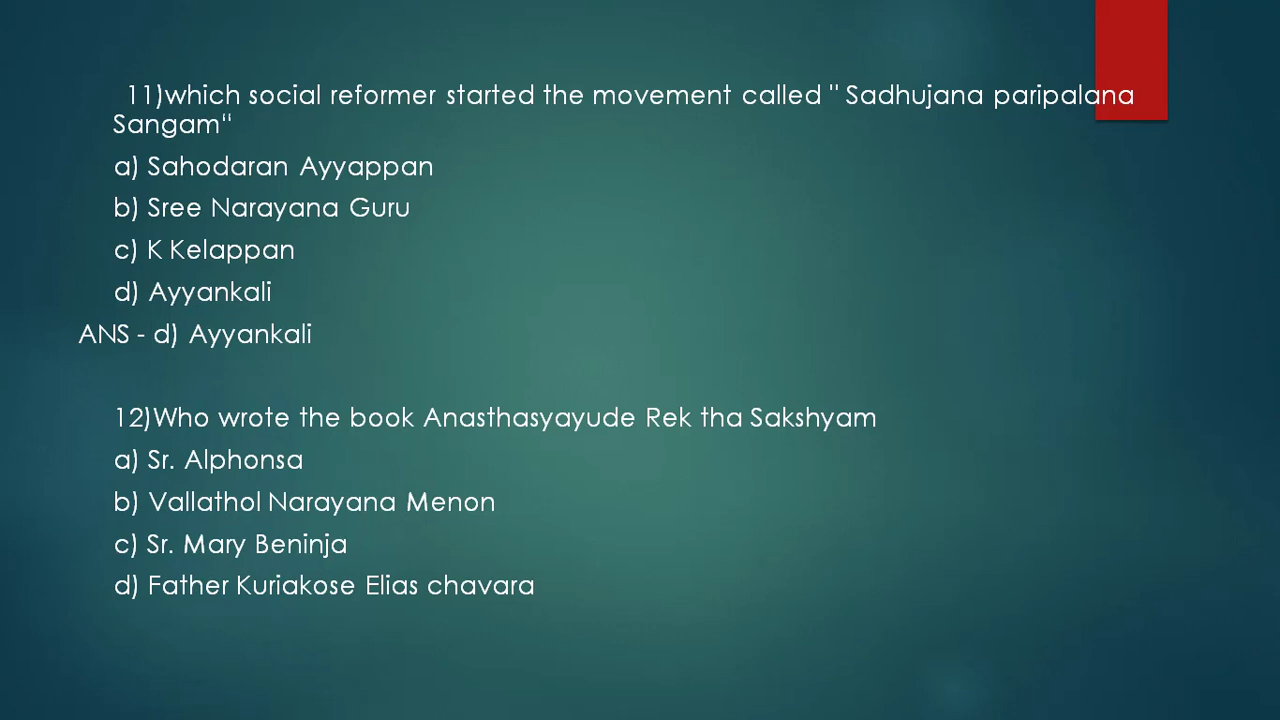 11)which social reformer started the movement called " Sadhujana paripalana
Sangam“
a) Sahodaran Ayyappan
b) Sree Narayana Guru
c) K Kelappan
d) Ayyankali
ANS - d) Ayyankali
12)Who wrote the book Anasthasyayude Rek tha Sakshyam
a) Sr. Alphonsa
b) Vallathol Narayana Menon
c) Sr. Mary Beninja
d) Father Kuriakose Elias chavara